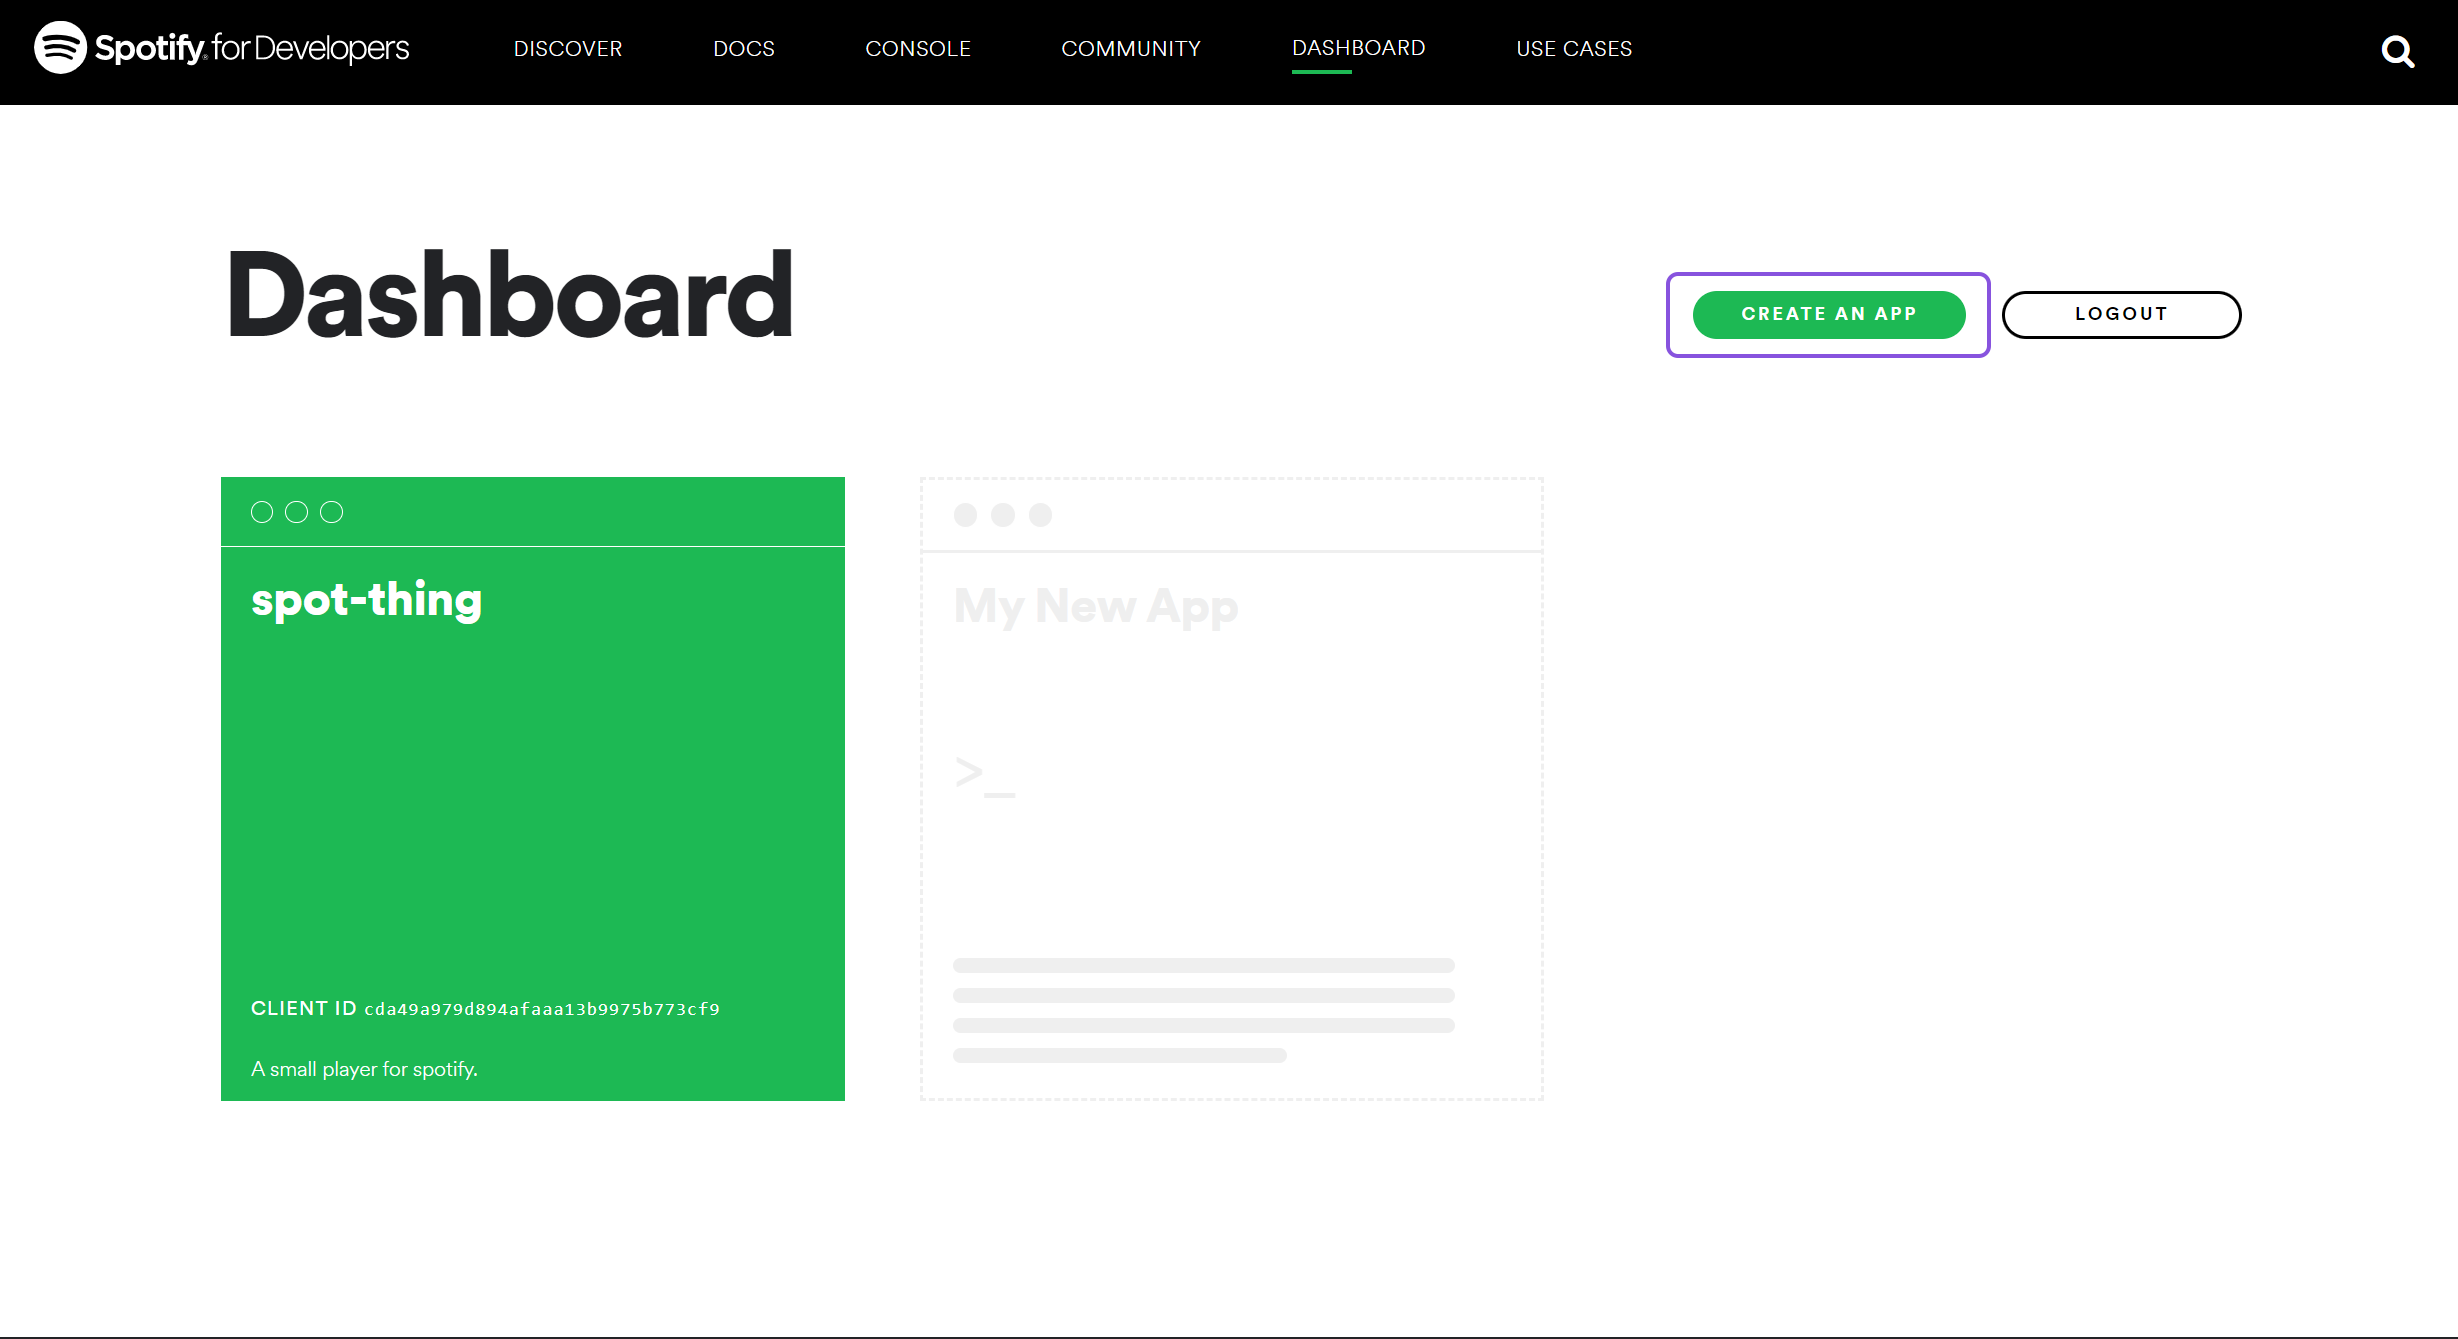 Spotify® for Developers DISCOVER DOCS CONSOLE COMMUNITY DASHBOARD USE CASES
Dashboard
CREATE AN APP LOGOUT
spot-thing
CLIENT ID cda49a979d894afaaa13b9975b773cf9
A small player for spotify.
My New App
>_